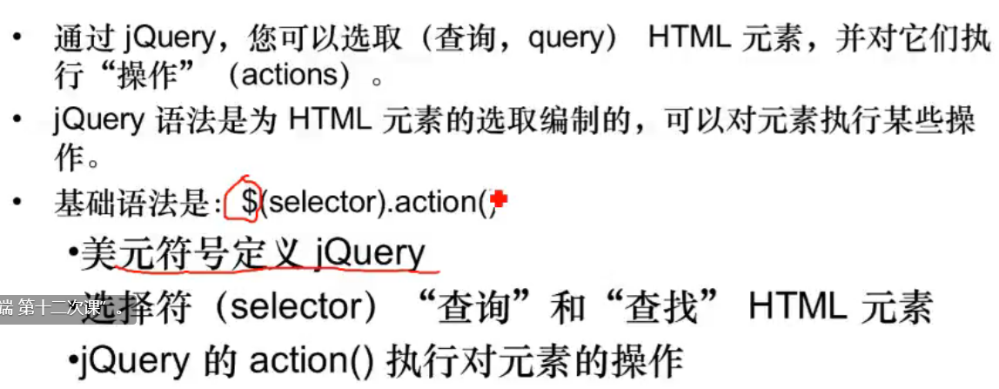 • 通过 jQuery，您可以选取（查询，query） HTML 元素，并对它们执
行“操作”（actions）。
• jQuery 语法是为 HTML 元素的选取编制的，可以对元素执行某些操
作。
• 基础语法是：$(selector).action()
•美元符号定义 jQuery
•选择符（selector）“查询”和“查找” HTML 元素
端 第十二次课”。
•jQuery 的 action() 执行对元素的操作